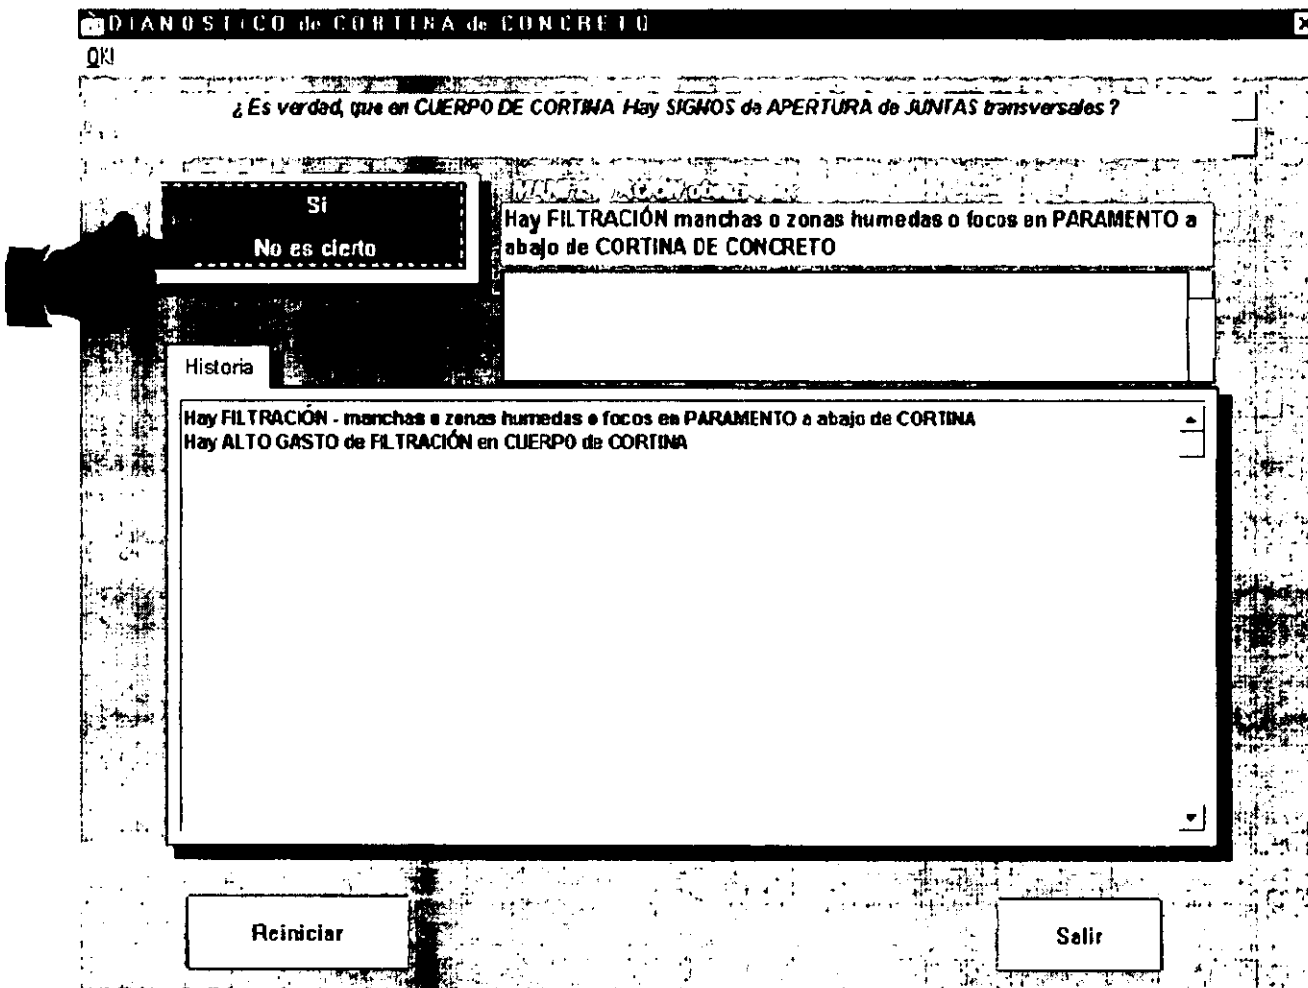 DIANOSTICO de CORTINA de CONCRETO
OK!
¿ Es verdad, que en CUERPO DE CORTINA Hay SIGNOS de APERTURA de JUNTAS transversales ?
Si
No es cierto
Hay FILTRACIÓN manchas o zonas humedas o focos en PARAMENTO a
abajo de CORTINA DE CONCRETO
Historia
Hay FILTRACIÓN - manchas o zonas humedas o focos en PARAMENTO a abajo de CORTINA
Hay ALTO GASTO de FILTRACIÓN en CUERPO de CORTINA
Reiniciar
Salir